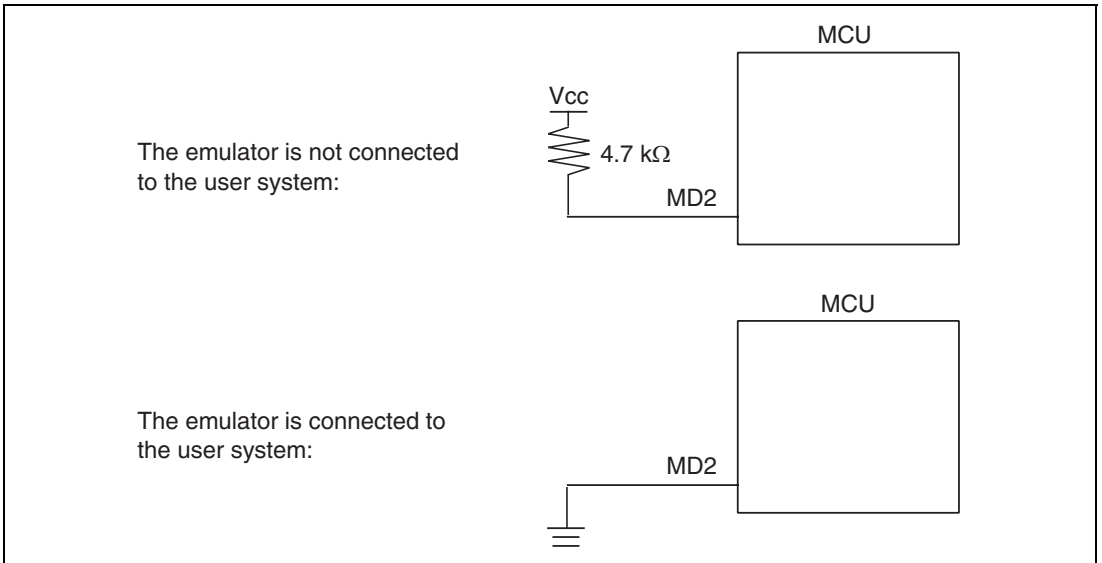 MCU
Vcc
The emulator is not connected
to the user system:
4.7 kΩ
MD2
MCU
The emulator is connected to
the user system:
MD2